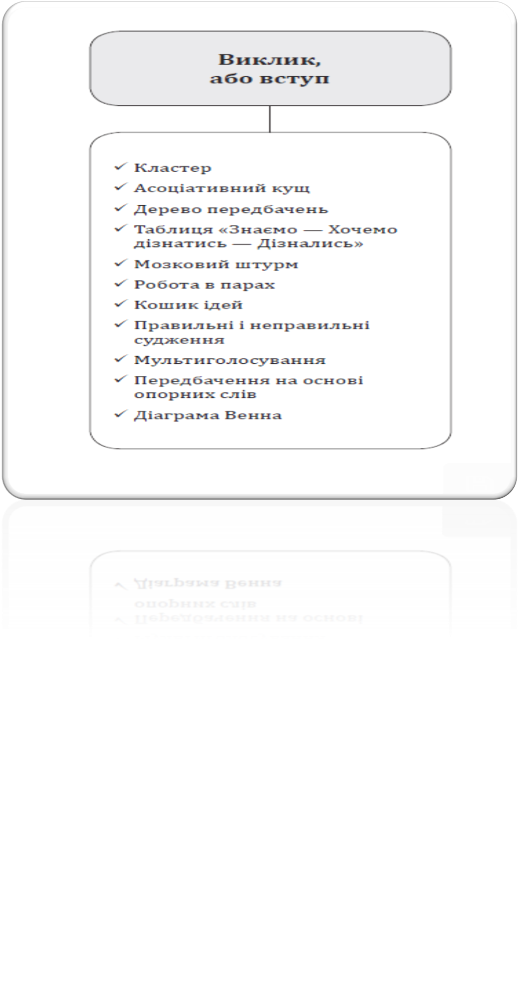 Виклик,
або вступ
✓ Кластер
✓ Асоціативний кущ
✓ Дерево передбачень
✓ Таблиця «Знаємо — Хочемо
дізнатись — Дізнались»
✓ Мозковий штурм
✓ Робота в парах
✓ Кошик ідей
✓ Правильні і неправильні
судження
✓ Мультиголосування
✓ Передбачення на основі
опорних слів
✓ Діаграма Венна